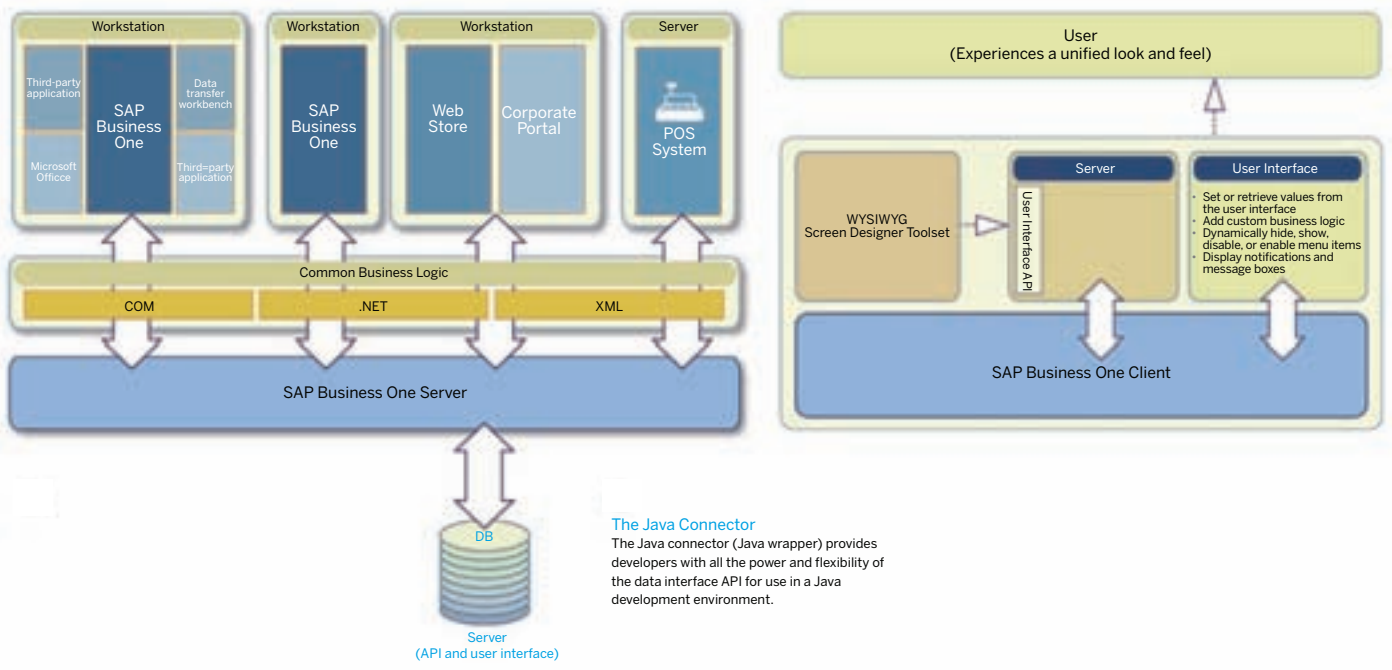 Workstation
Third-party
application
SAP
Business
One
Data
transfer
workbench
Microsoft
Officce
Third=party
application
Workstation
SAP
Business
One
Workstation
Web
Store
Corporate
Portal
Server
POS
System
Common Business Logic
COM
.NET
XML
SAP Business One Server
DB
Server
(API and user interface)
The Java Connector
The Java connector (Java wrapper) provides
developers with all the power and flexibility of
the data interface API for use in a Java
development environment.
User
(Experiences a unified look and feel)
WYSIWYG
Screen Designer Toolset
Server
User Interface API
User Interface
• Set or retrieve values from
the user interface
• Add custom business logic
• Dynamically hide, show,
disable, or enable menu items
• Display notifications and
message boxes
SAP Business One Client